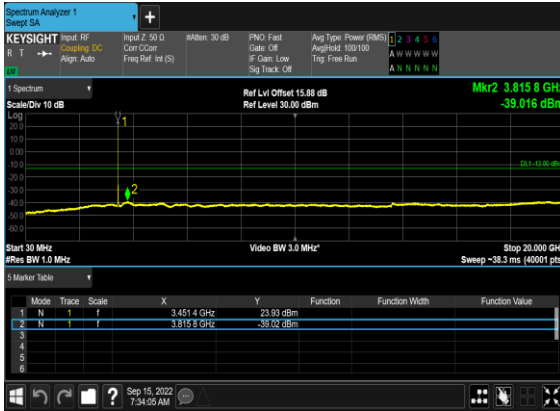 Spectrum Analyzer 1
Swept SA
KEYSIGHT
R T
Input: RF
Coupling: DC
Align: Auto
Input Z: 50 Ω
Corr CCorr
Freq Ref: Int (S)
#Atten: 30 dB
PNO: Fast
Gate: Off
IF Gain: Low
Sig Track: Off
Avg Type: Power (RMS)
Avg|Hold: 100/100
Trig: Free Run
1 2 3 4 5 6
A W W W W W
A N N N N N
1 Spectrum
Scale/Div 10 dB
Ref Lvl Offset 15.88 dB
Ref Level 30.00 dBm
Mkr2 3.815 8 GHz
-39.016 dBm
Log
20.0
10.0
0.00
-10.0
-20.0
-30.0
-40.0
-50.0
-60.0
1
2
DL1 -13.00 dBm
Start 30 MHz
#Res BW 1.0 MHz
Video BW 3.0 MHz*
Stop 20.000 GHz
Sweep ~38.3 ms (40001 pts)
5 Marker Table
Mode Trace Scale X Y Function Function Width Function Value
1 N 1 f 3.451 4 GHz 23.93 dBm
2 N 1 f 3.815 8 GHz -39.02 dBm
3
4
5
6
Sep 15, 2022
7:34:05 AM